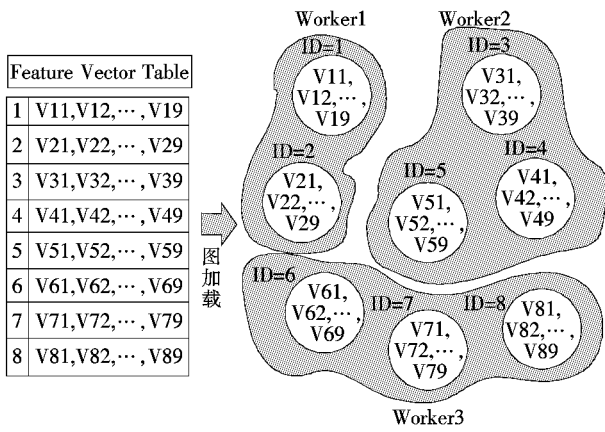 Feature Vector Table
1 V11,V12,⋯,V19
2 V21,V22,⋯,V29
3 V31,V32,⋯,V39
4 V41,V42,⋯,V49
5 V51,V52,⋯,V59
6 V61,V62,⋯,V69
7 V71,V72,⋯,V79
8 V81,V82,⋯,V89
图
加
载
Worker1
ID=1
V11,
V12,⋯,
V19
ID=2
V21,
V22,⋯,
V29
Worker2
ID=3
V31,
V32,⋯,
V39
ID=4
V41,
V42,⋯,
V49
ID=5
V51,
V52,⋯,
V59
ID=6
V61,
V62,⋯,
V69
ID=7
V71,
V72,⋯,
V79
ID=8
V81,
V82,⋯,
V89
Worker3